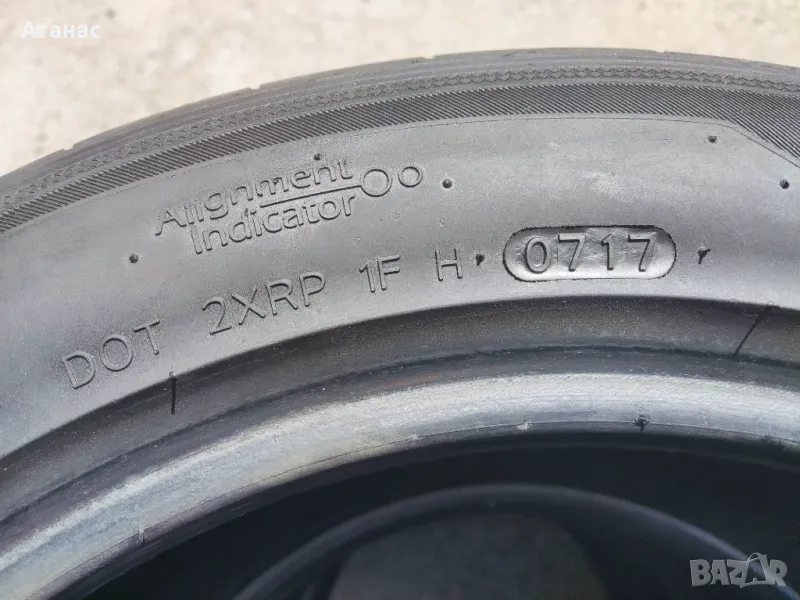 Атанас
Alignment
Indicator
DOT 2XRP 1F H 0717
BAZAR